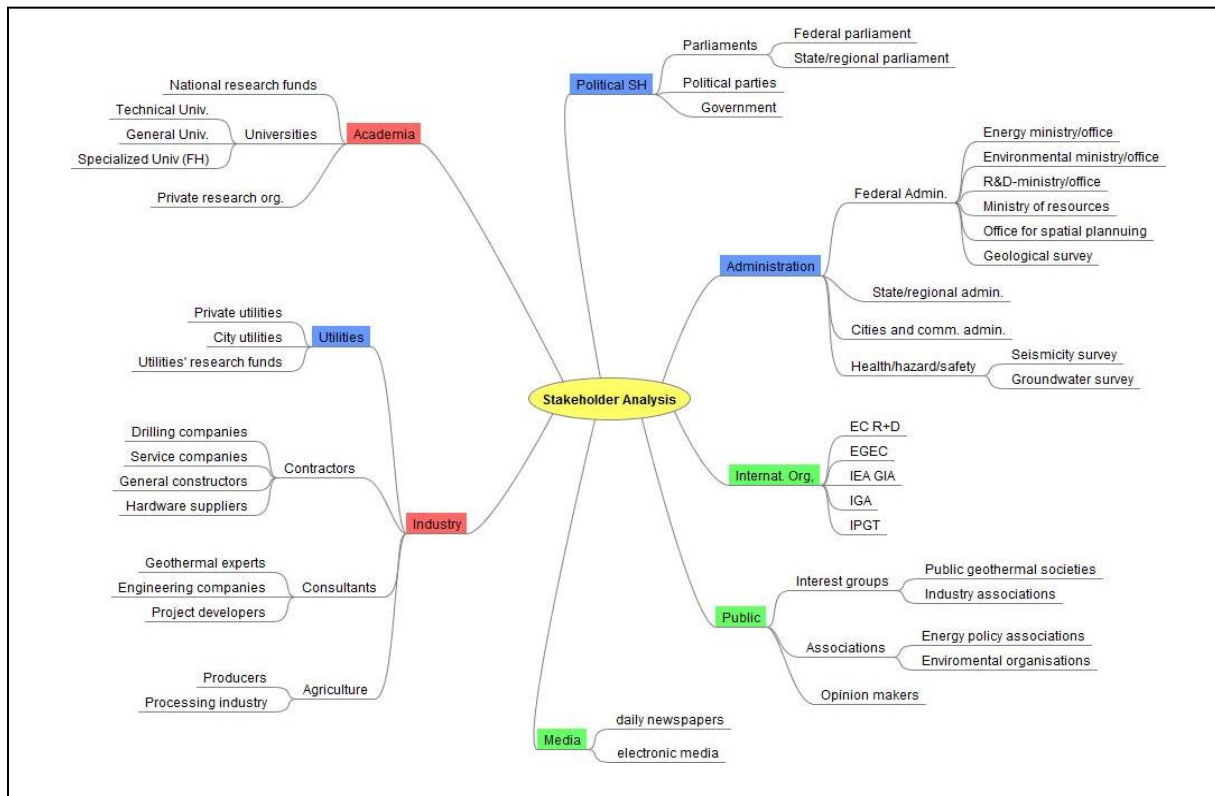 Stakeholder Analysis
Political SH
Parliaments
Federal parliament
State/regional parliament
Political parties
Government
Administration
Federal Admin.
Energy ministry/office
Environmental ministry/office
R&D-ministry/office
Ministry of resources
Office for spatial plannuing
Geological survey
State/regional admin.
Cities and comm. admin.
Health/hazard/safety
Seismicity survey
Groundwater survey
Internat. Org,
EC R+D
EGEC
IEA GIA
IGA
IPGT
Public
Interest groups
Public geothermal societies
Industry associations
Associations
Energy policy associations
Enviromental organisations
Opinion makers
Media
daily newspapers
electronic media
Academia
National research funds
Universities
Technical Univ.
General Univ.
Specialized Univ (FH)
Private research org.
Industry
Utilities
Private utilities
City utilities
Utilities' research funds
Contractors
Drilling companies
Service companies
General constructors
Hardware suppliers
Consultants
Geothermal experts
Engineering companies
Project developers
Agriculture
Producers
Processing industry